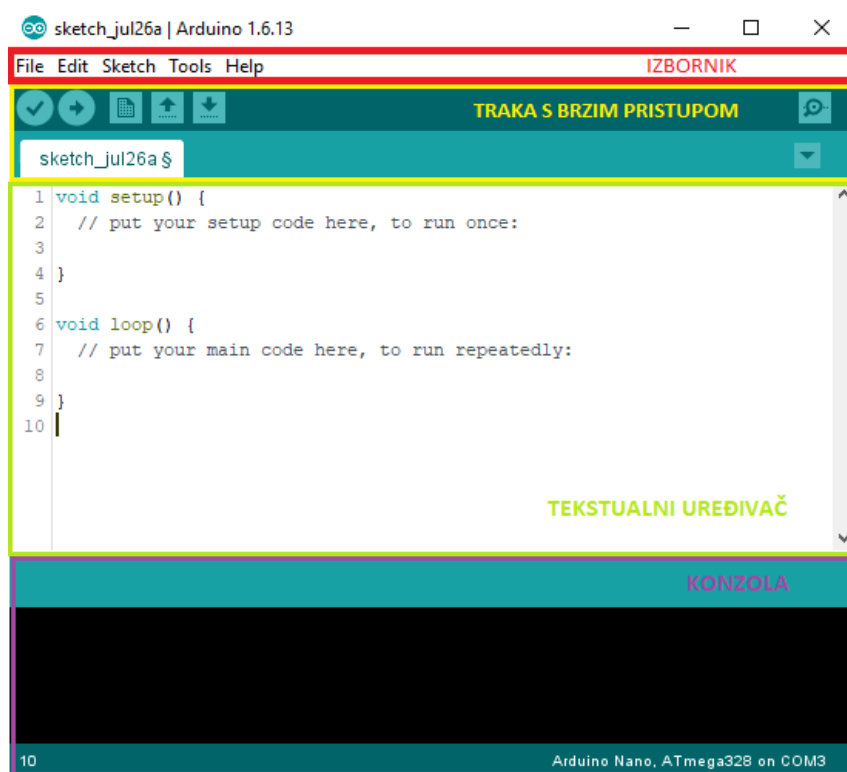 sketch_jul26a | Arduino 1.6.13
File Edit Sketch Tools Help IZBORNIK
TRAKA S BRZIM PRISTUPOM
sketch_jul26a §
1 void setup() {
2 // put your setup code here, to run once:
3
4 }
5
6 void loop() {
7 // put your main code here, to run repeatedly:
8
9 }
10
TEKSTUALNI UREĐIVAČ
KONZOLA
10 Arduino Nano, ATmega328 on COM3